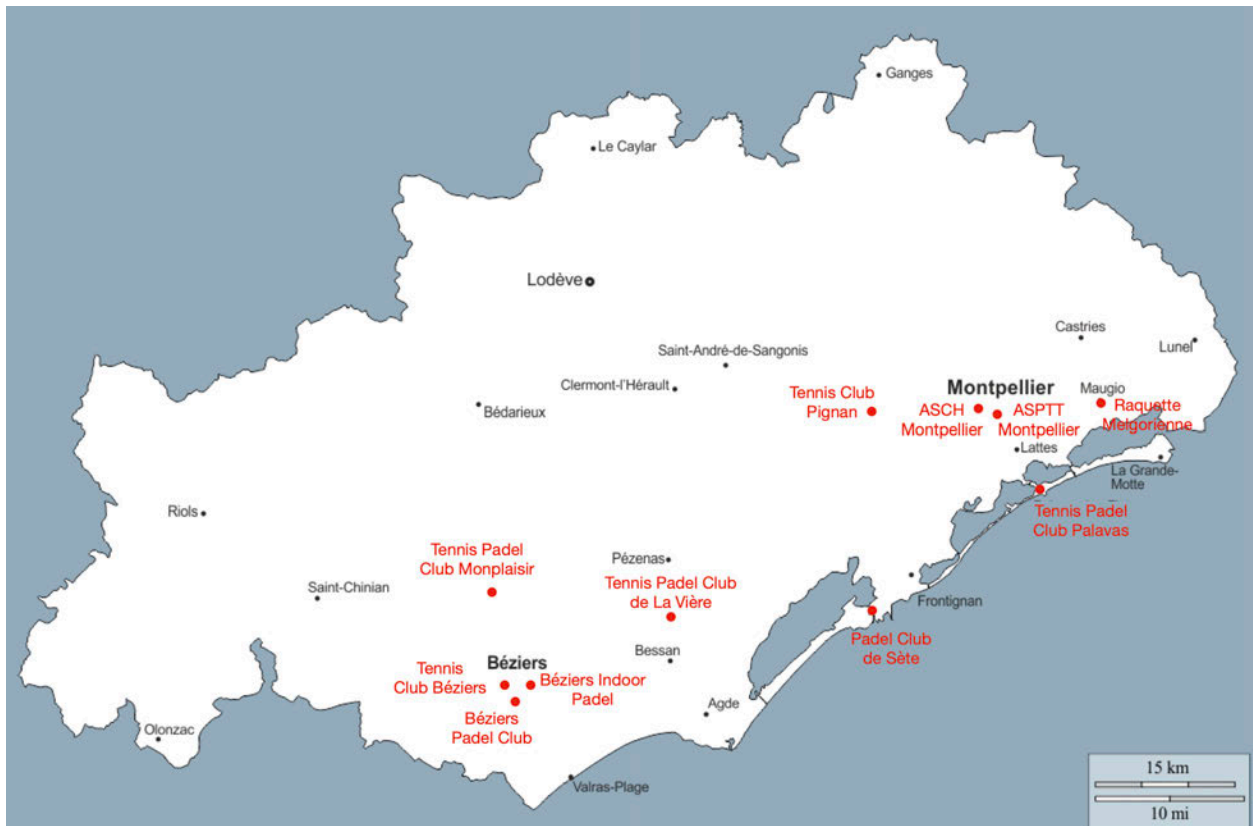 Ganges
Le Caylar
Lodève
Castries
Saint-André-de-Sangonis
Lunel
Clermont-l'Hérault
Tennis Club
Pignan
Montpellier
Maugio
Bédarieux
ASCH
Montpellier
ASPTT
Montpellier
Raquette
Melgorienne
Lattes
La Grande-
Motte
Riols
Tennis Padel
Club Palavas
Tennis Padel
Club Monplaisir
Pézenas
Saint-Chinian
Tennis Padel Club
de La Vière
Frontignan
Padel Club
de Sète
Bessan
Béziers
Tennis
Club Béziers
Béziers Indoor
Padel
Béziers
Padel Club
Agde
Olonzac
Valras-Plage
15 km
10 mi